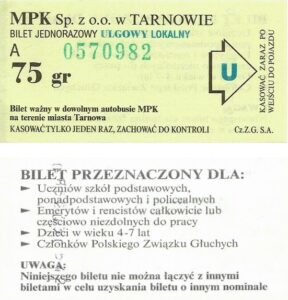 MPK Sp. z o.o. w TARNOWIE
BILET JEDNORAZOWY ULGOWY LOKALNY
A 0570982
75 gr
U
KASOWAĆ ZARAZ PO
WEJŚCIU DO POJAZDU
Bilet ważny w dowolnym autobusie MPK
na terenie miasta Tarnowa
KASOWAĆ TYLKO JEDEN RAZ, ZACHOWAĆ DO KONTROLI
Cz.Z.G. S.A.
BILET PRZEZNACZONY DLA:
Uczniów szkół podstawowych,
ponadpodstawowych i policealnych
Emerytów i rencistów całkowicie lub
częściowo niezdolnych do pracy
Dzieci w wieku 4-7 lat
Członków Polskiego Związku Głuchych
UWAGA:
Niniejszego biletu nie można łączyć z innymi
biletami w celu uzyskania biletu o innym nominale